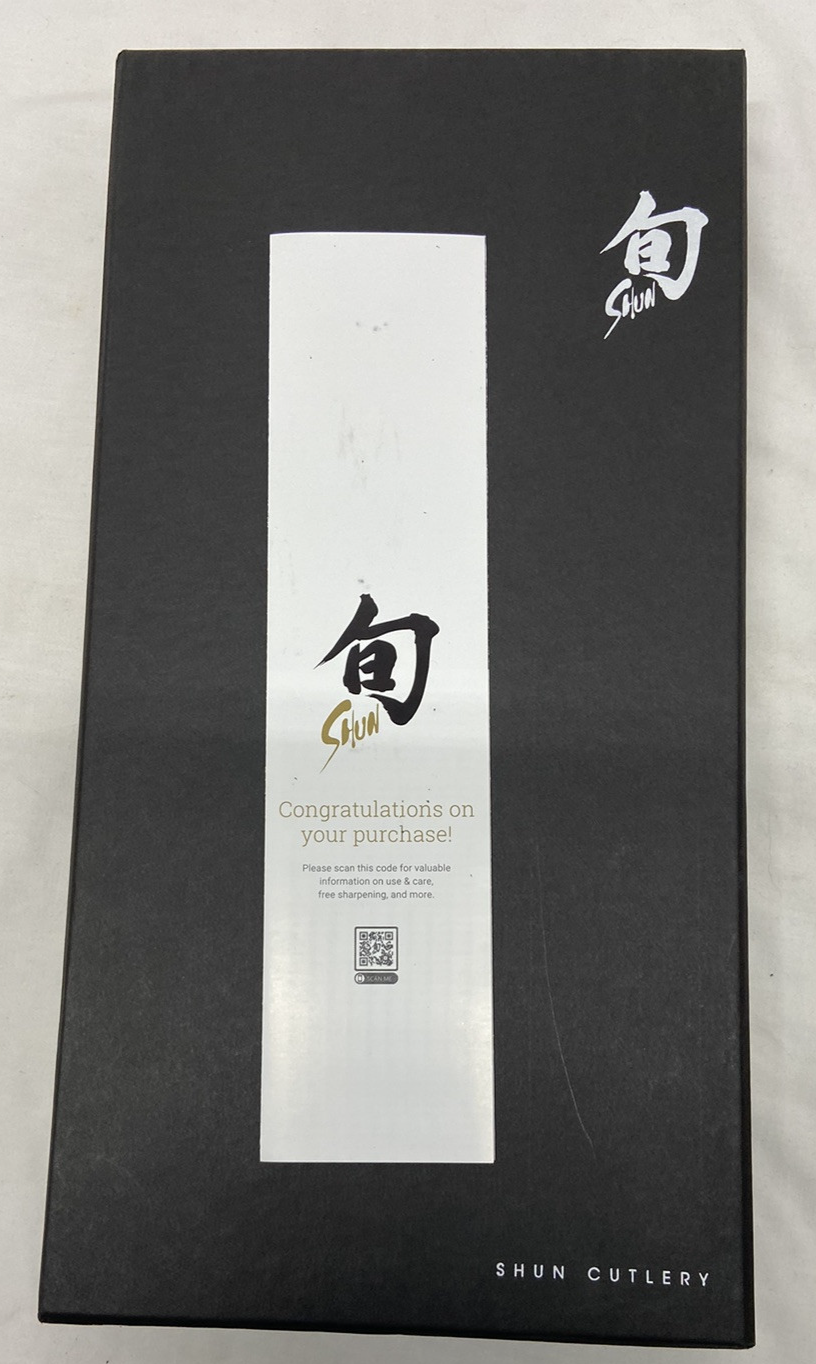 旬
SHUN
旬
SHUN
Congratulations on
your purchase!
Please scan this code for valuable
information on use & care,
free sharpening, and more.
SCAN ME
SHUN CUTLERY